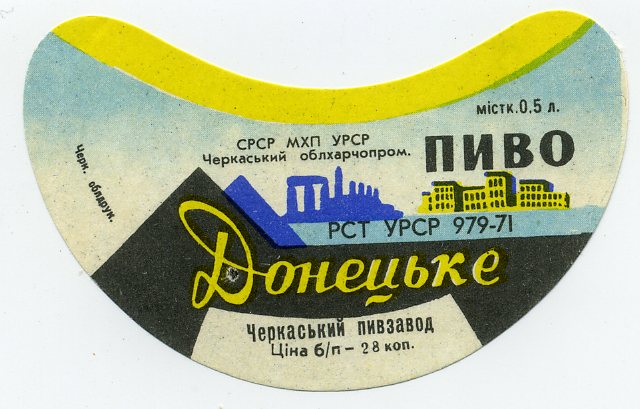 містк. 0,5 л.
СРСР МХП УРСР
Черкаський облхарчопром.
ПИВО
Черк. облдрук.
РСТ УРСР 979-71
Донецьке
Черкаський пивзавод
Ціна б/п – 28 коп.